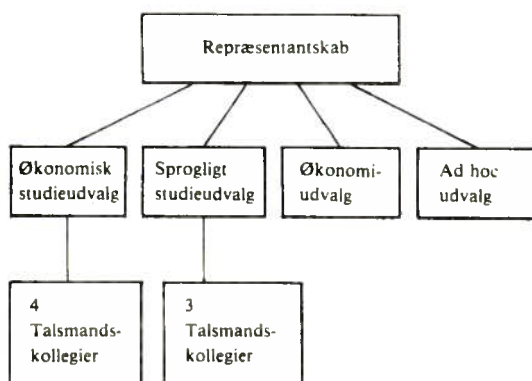 Repræsentantskab
Økonomisk
studieudvalg
Sprogligt
studieudvalg
Økonomi-
udvalg
Ad hoc
udvalg
4
Talsmands-
kollegier
3
Talsmands-
kollegier